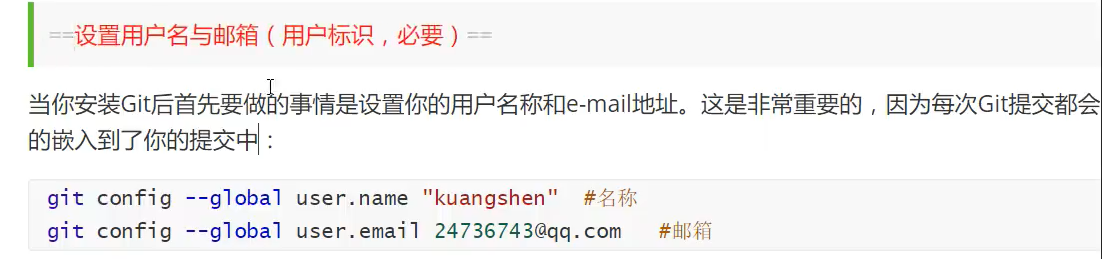 ==设置用户名与邮箱（用户标识，必要）==
当你安装Git后首先要做的事情是设置你的用户名称和e-mail地址。这是非常重要的，因为每次Git提交都会
的嵌入到了你的提交中：
git config --global user.name "kuangshen"  #名称
git config --global user.email 24736743@qq.com   #邮箱